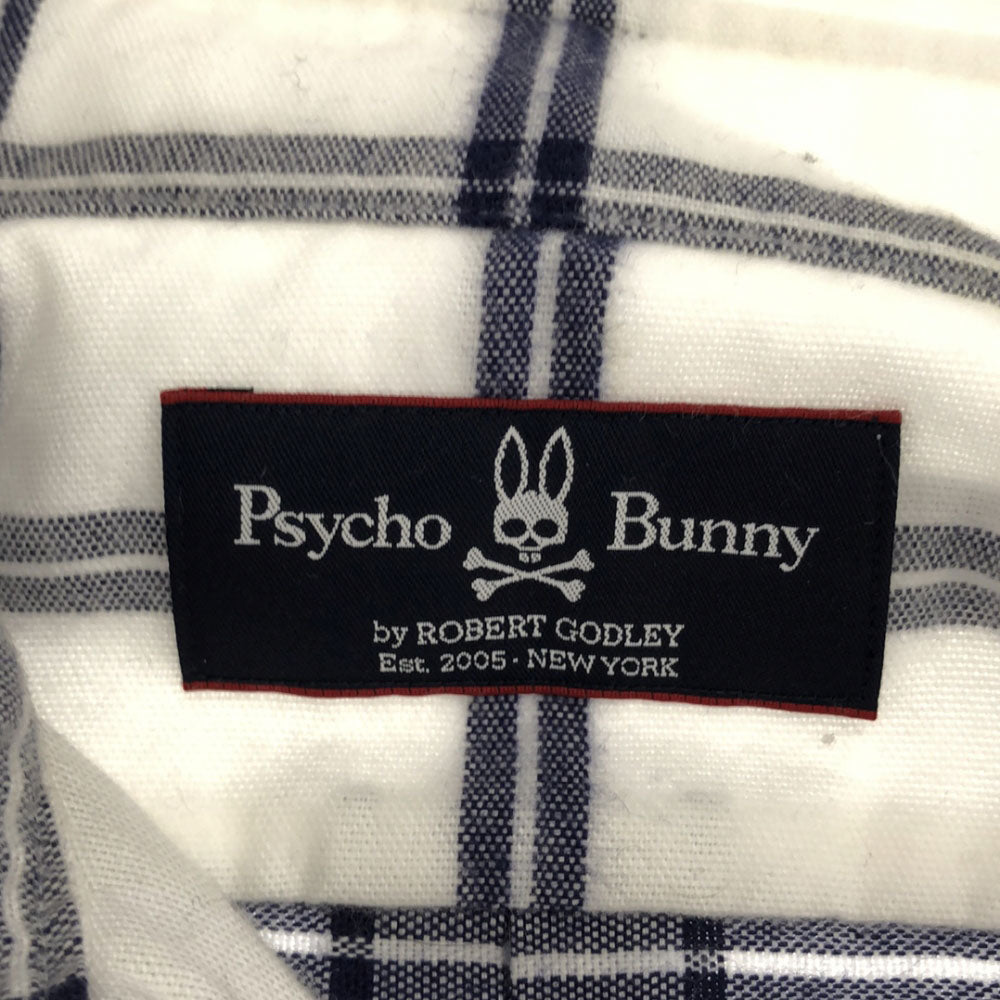 Psycho Bunny
by ROBERT GODLEY
Est. 2005 · NEW YORK